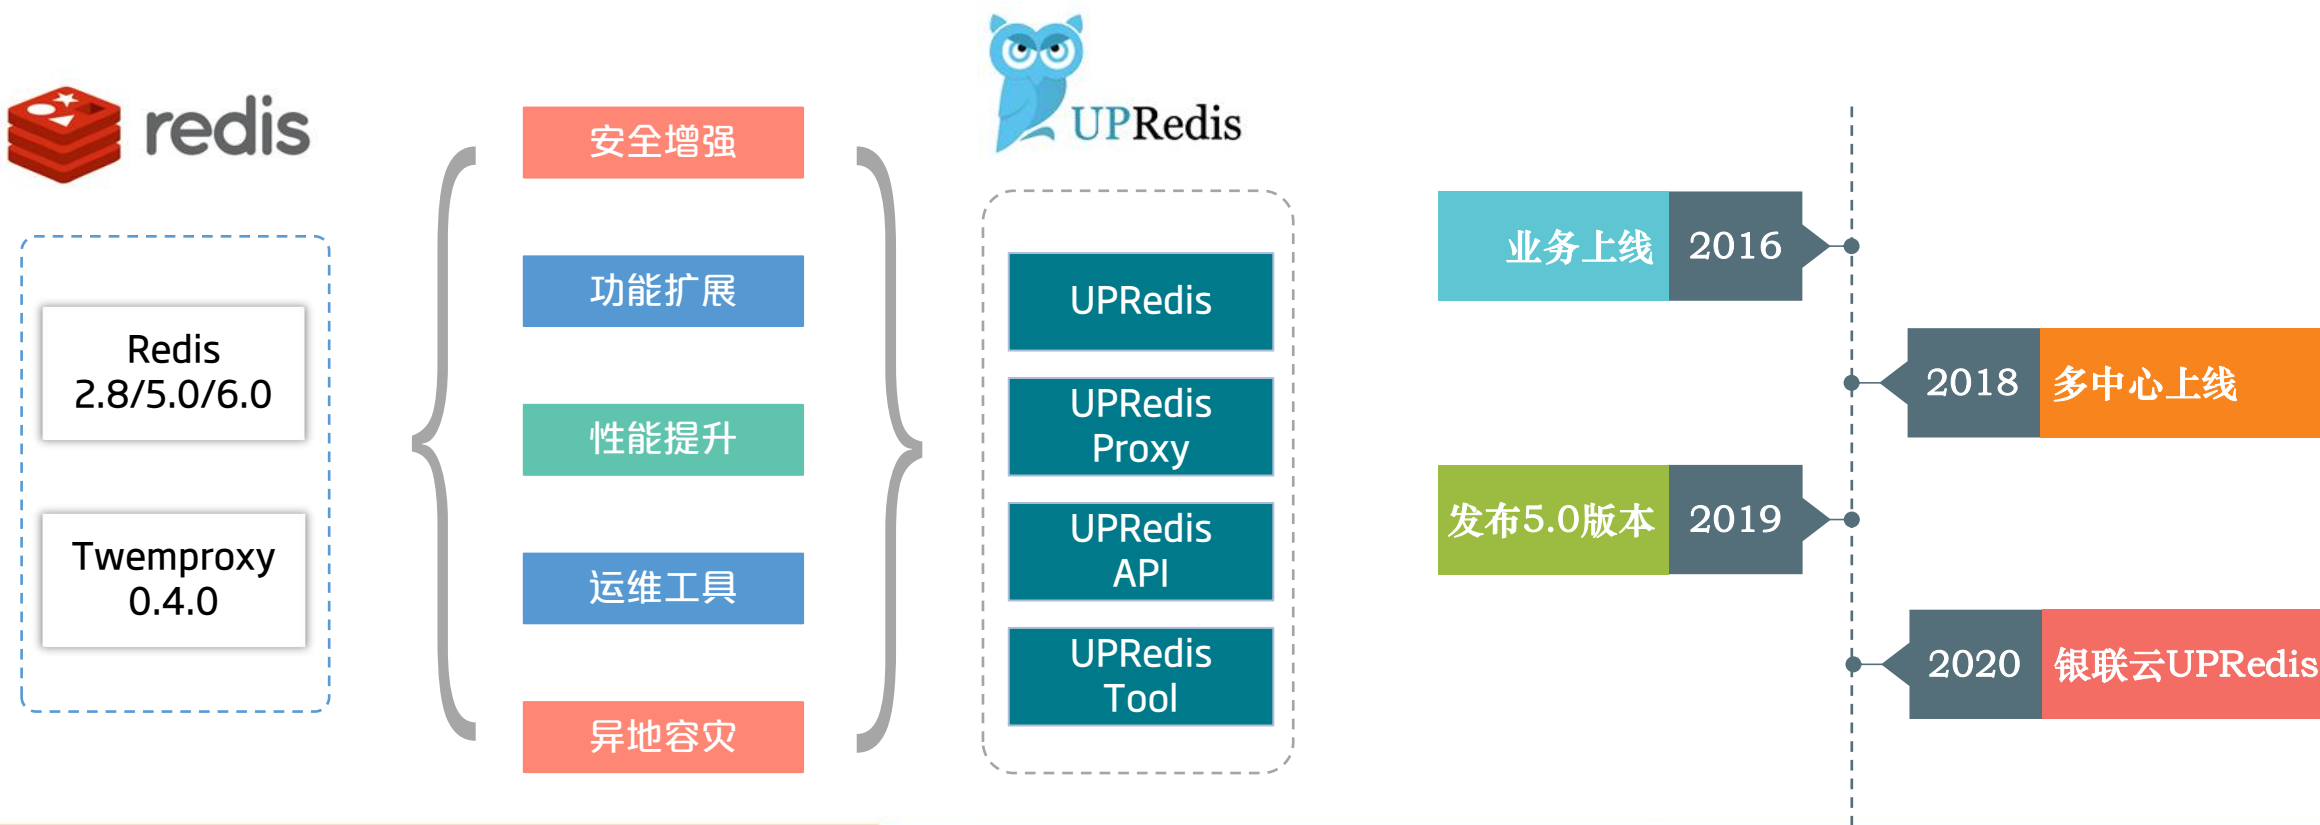 redis
Redis
2.8/5.0/6.0
Twemproxy
0.4.0
安全增强
功能扩展
性能提升
运维工具
异地容灾
UPRedis
UPRedis
UPRedis
Proxy
UPRedis
API
UPRedis
Tool
业务上线 2016
2018 多中心上线
发布5.0版本 2019
2020 银联云UPRedis